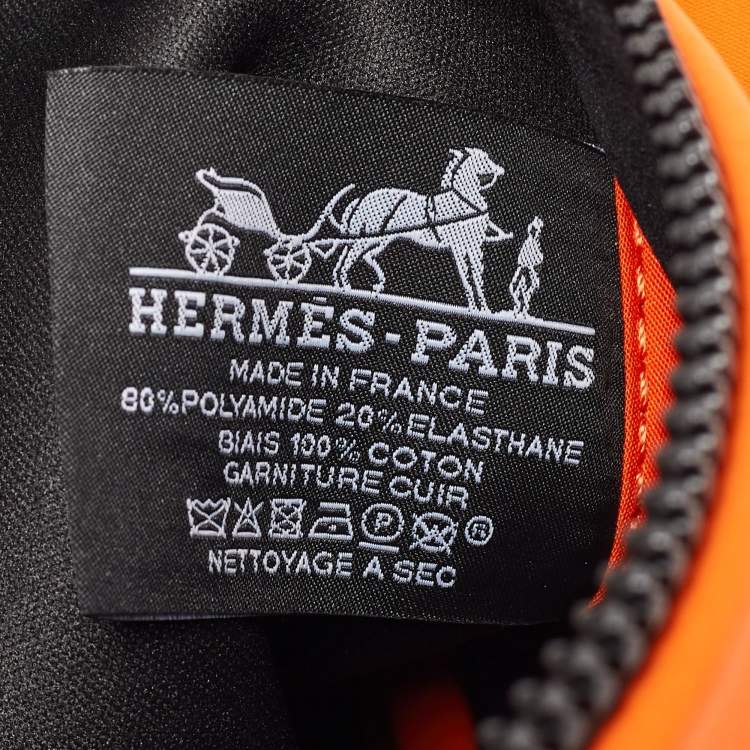 HERMÈS-PARIS
MADE IN FRANCE
80%POLYAMIDE 20%ELASTHANE
BIAIS 100% COTON
GARNITURE CUIR
P ®
NETTOYAGE A SEC